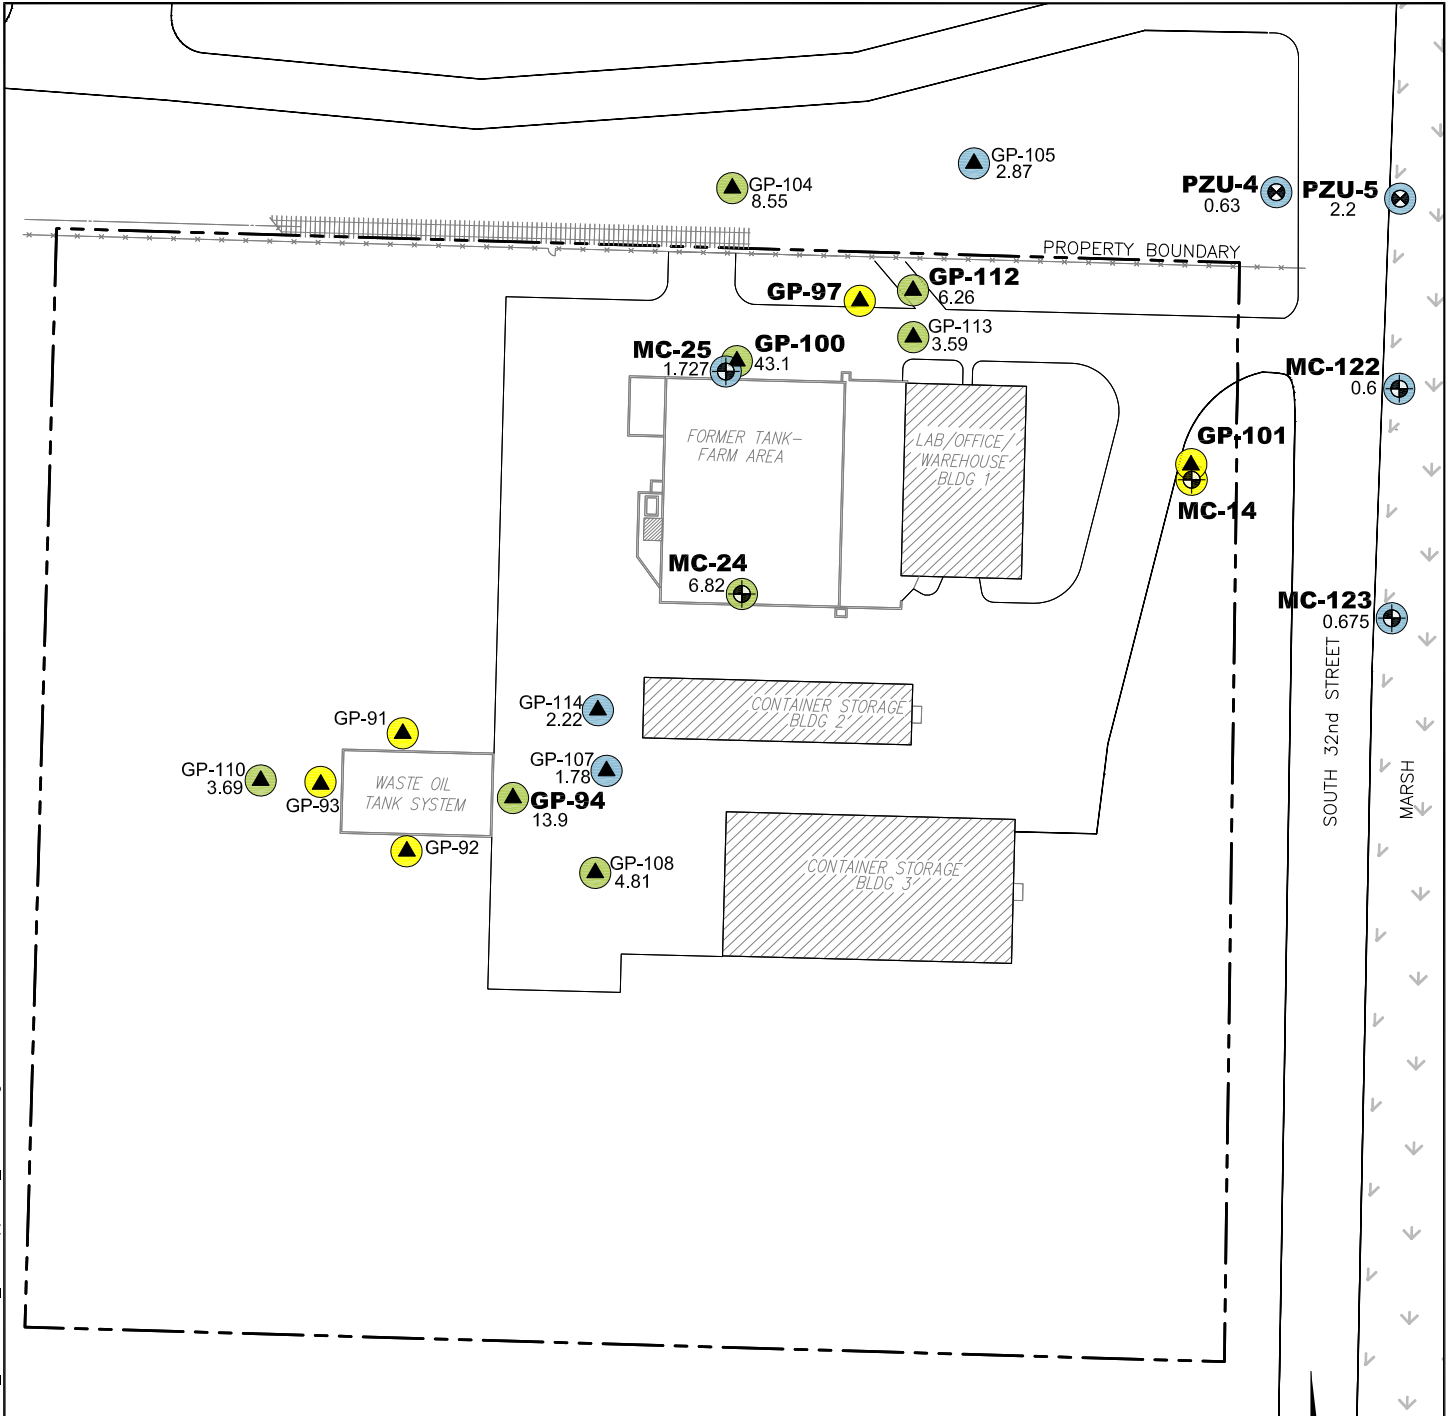 GP-105
2.87
GP-104
8.55
PZU-4
0.63
PZU-5
2.2
PROPERTY BOUNDARY
GP-112
6.26
GP-97
GP-113
3.59
GP-100
43.1
MC-25
1.727
MC-122
0.6
FORMER TANK-
FARM AREA
LAB/OFFICE/
WAREHOUSE
BLDG 1
GP-101
MC-14
MC-24
6.82
MC-123
0.675
GP-114
2.22
CONTAINER STORAGE
BLDG 2
GP-91
GP-107
1.78
GP-110
3.69
GP-93
WASTE OIL
TANK SYSTEM
GP-94
13.9
GP-92
GP-108
4.81
CONTAINER STORAGE
BLDG 3
SOUTH 32nd STREET
MARSH